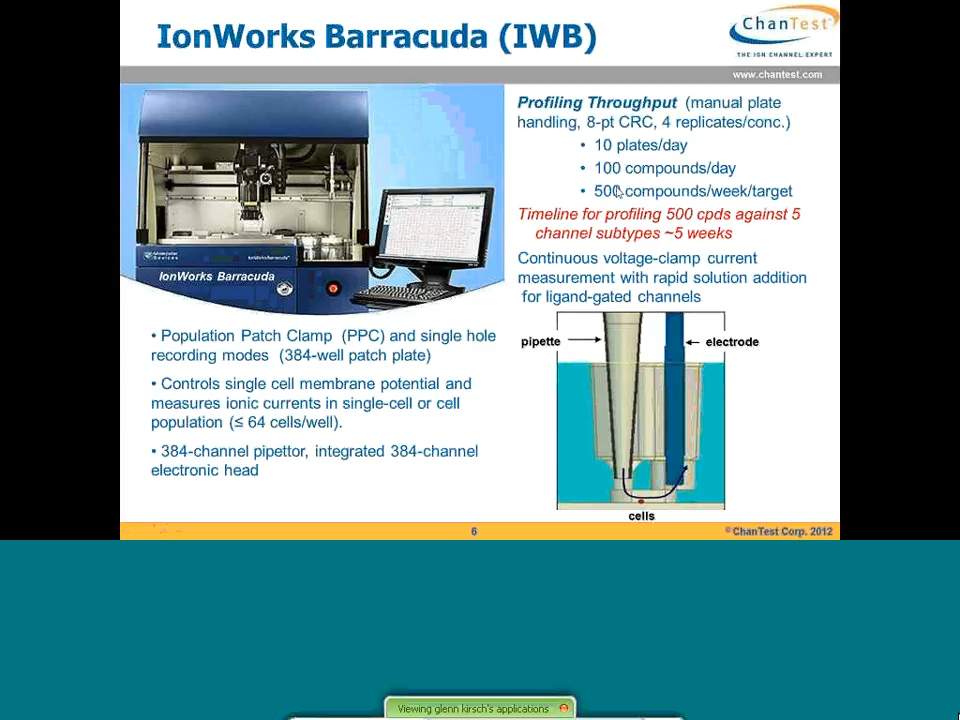 IonWorks Barracuda (IWB)
ChanTest
THE ION CHANNEL EXPERT
www.chantest.com
IonWorks Barracuda
• Population Patch Clamp (PPC) and single hole
recording modes (384-well patch plate)
• Controls single cell membrane potential and
measures ionic currents in single-cell or cell
population (≤ 64 cells/well).
• 384-channel pipettor, integrated 384-channel
electronic head
Profiling Throughput (manual plate
handling, 8-pt CRC, 4 replicates/conc.)
• 10 plates/day
• 100 compounds/day
• 500 compounds/week/target
Timeline for profiling 500 cpds against 5
channel subtypes ~5 weeks
Continuous voltage-clamp current
measurement with rapid solution addition
for ligand-gated channels
pipette
electrode
cells
6
© ChanTest Corp. 2012
Viewing glenn kirsch's applications